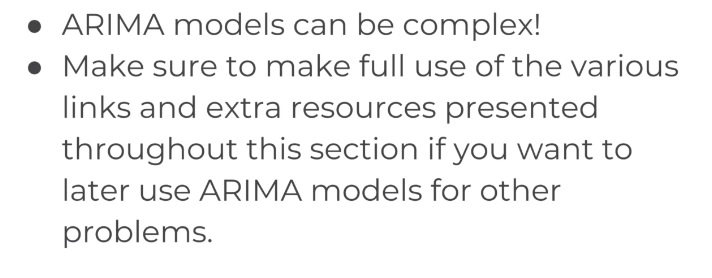 ● ARIMA models can be complex!
● Make sure to make full use of the various
links and extra resources presented
throughout this section if you want to
later use ARIMA models for other
problems.